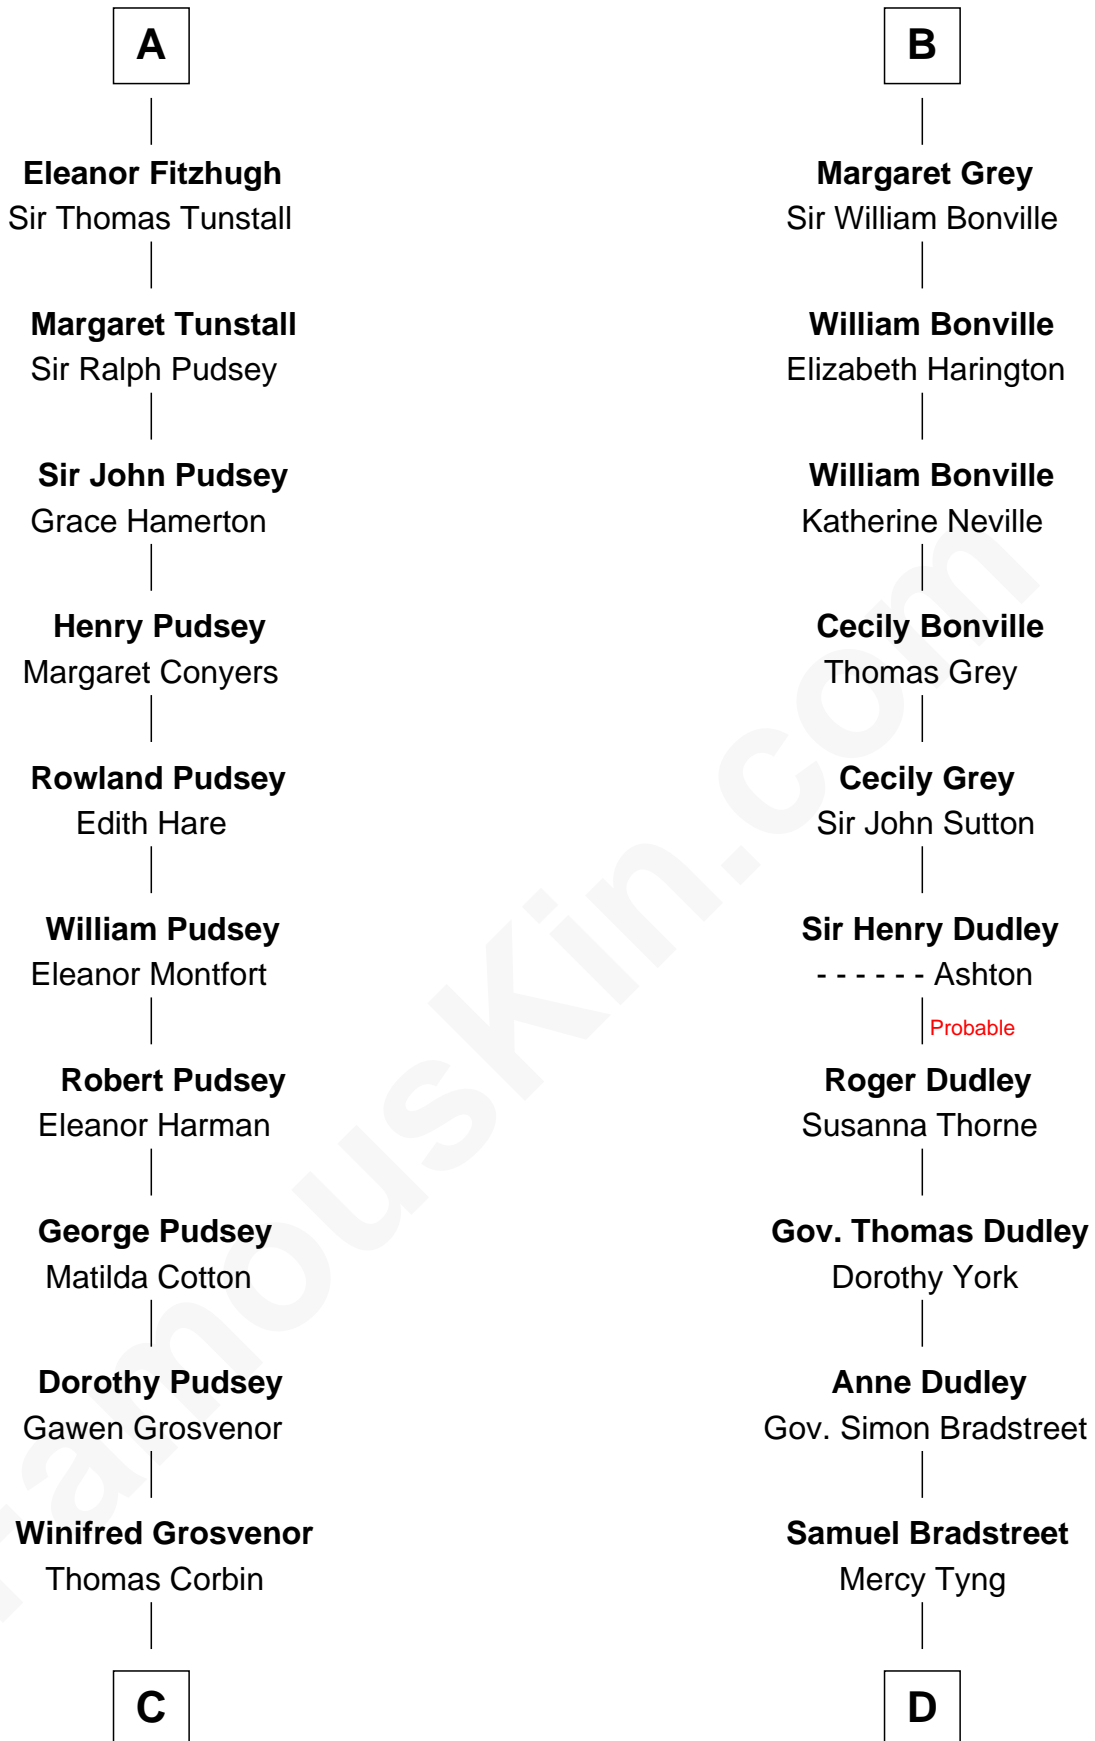 A
Eleanor Fitzhugh
Sir Thomas Tunstall
Margaret Tunstall
Sir Ralph Pudsey
Sir John Pudsey
Grace Hamerton
Henry Pudsey
Margaret Conyers
Rowland Pudsey
Edith Hare
William Pudsey
Eleanor Montfort
Robert Pudsey
Eleanor Harman
George Pudsey
Matilda Cotton
Dorothy Pudsey
Gawen Grosvenor
Winifred Grosvenor
Thomas Corbin
C
B
Margaret Grey
Sir William Bonville
William Bonville
Elizabeth Harington
William Bonville
Katherine Neville
Cecily Bonville
Thomas Grey
Cecily Grey
Sir John Sutton
Sir Henry Dudley
- - - - - - Ashton
Probable
Roger Dudley
Susanna Thorne
Gov. Thomas Dudley
Dorothy York
Anne Dudley
Gov. Simon Bradstreet
Samuel Bradstreet
Mercy Tyng
D
FamousKin.com